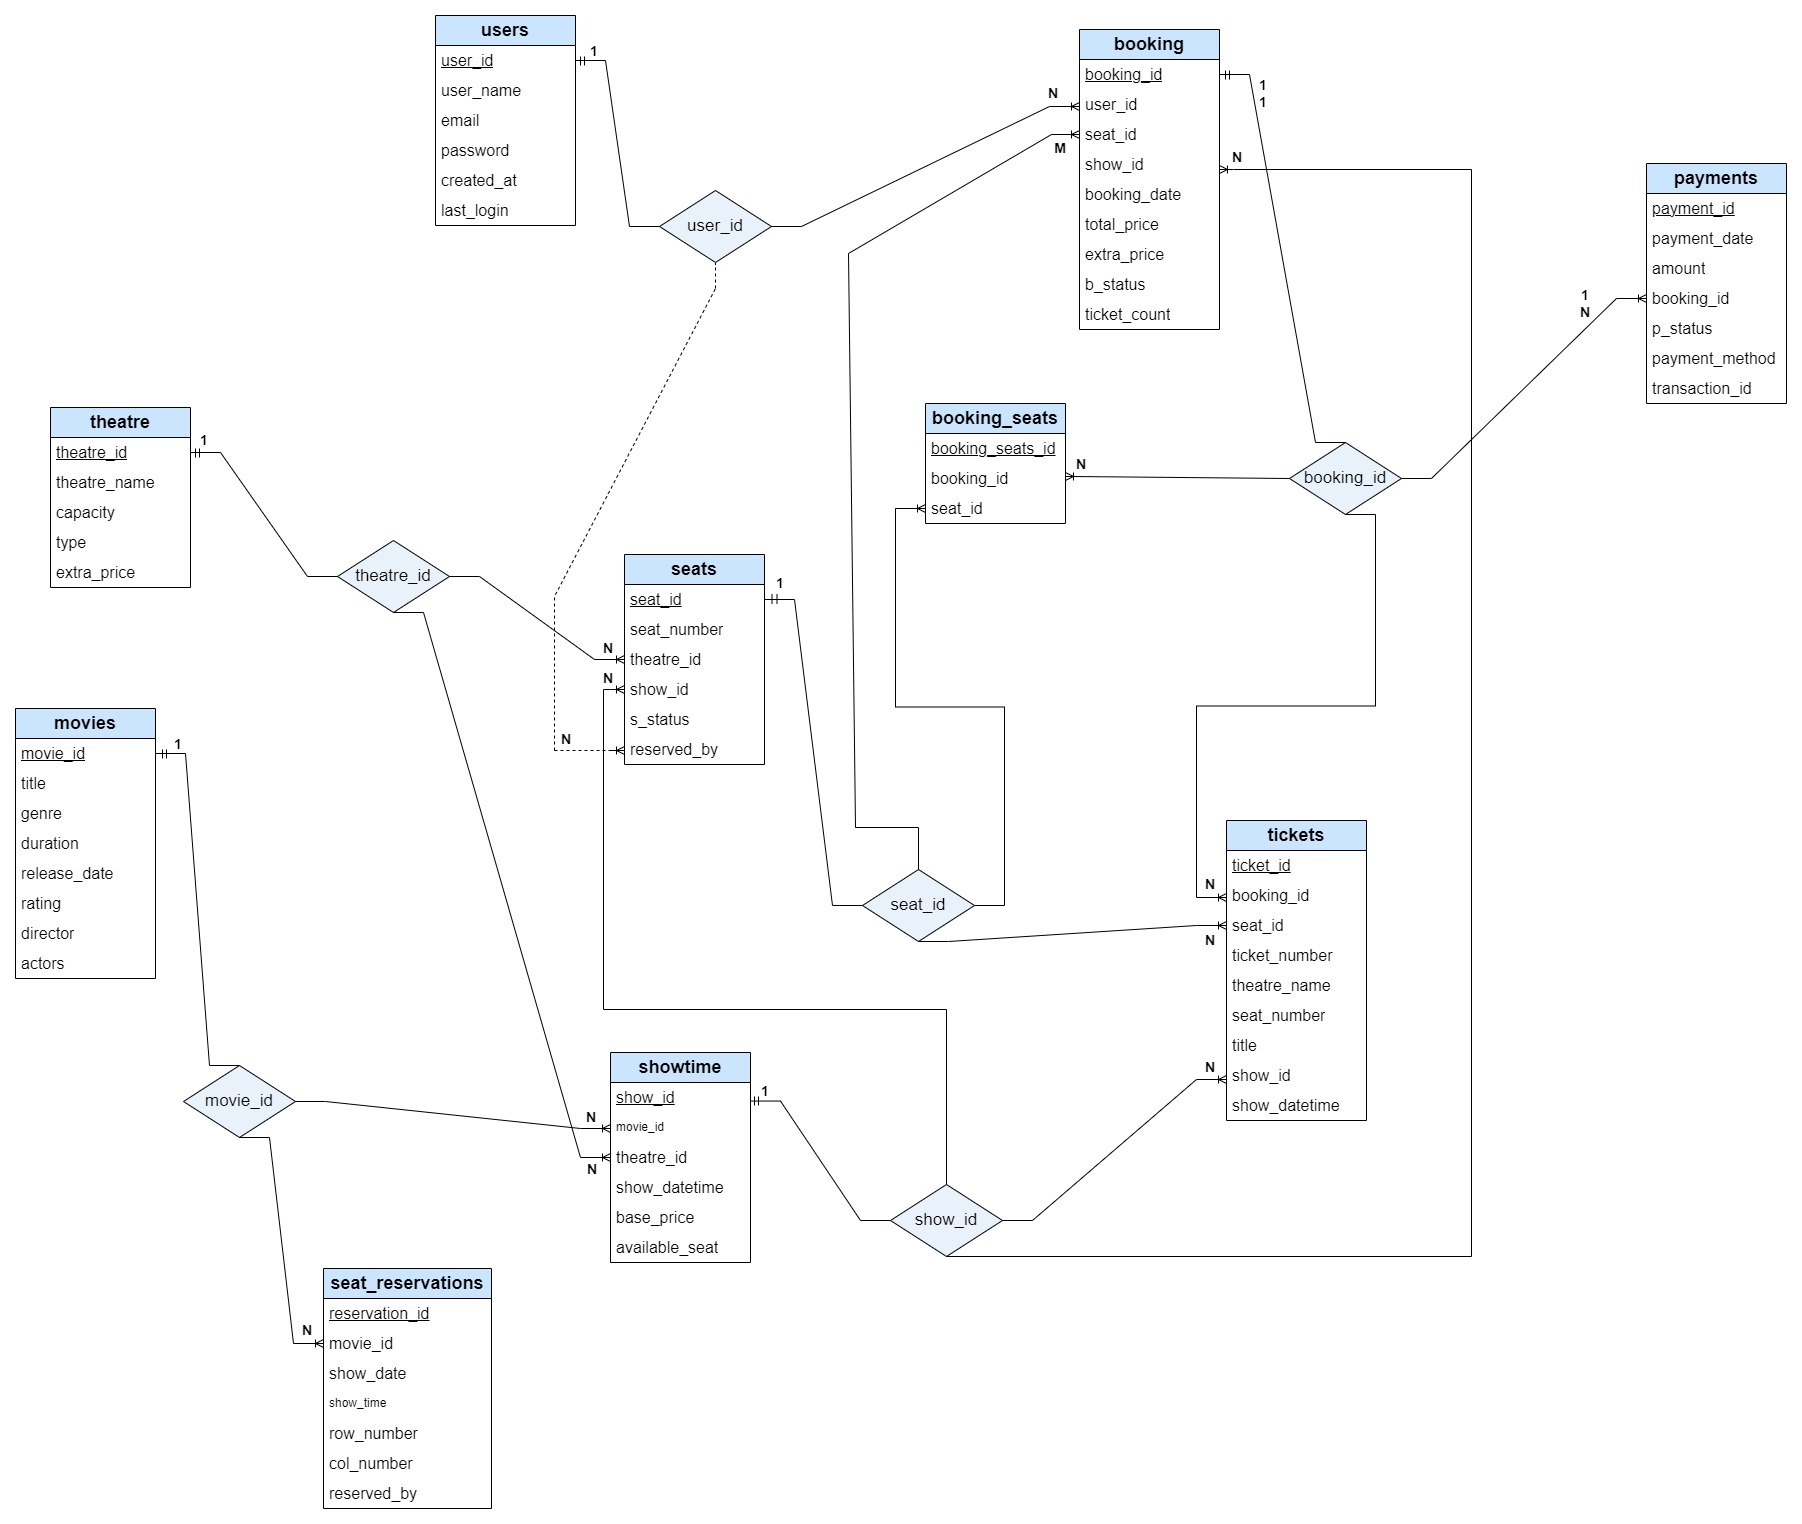 users
user_id
user_name
email
password
created_at
last_login
1
booking
booking_id
user_id
seat_id
show_id
booking_date
total_price
extra_price
b_status
ticket_count
N
M
1
1
N
user_id
payments
payment_id
payment_date
amount
booking_id
p_status
payment_method
transaction_id
1
N
theatre
theatre_id
theatre_name
capacity
type
extra_price
1
booking_seats
booking_seats_id
booking_id
seat_id
N
booking_id
theatre_id
seats
seat_id
seat_number
theatre_id
show_id
s_status
reserved_by
1
N
N
N
movies
movie_id
title
genre
duration
release_date
rating
director
actors
1
tickets
ticket_id
booking_id
seat_id
ticket_number
theatre_name
seat_number
title
show_id
show_datetime
N
N
N
seat_id
movie_id
showtime
show_id
movie_id
theatre_id
show_datetime
base_price
available_seat
1
N
N
show_id
seat_reservations
reservation_id
movie_id
show_date
show_time
row_number
col_number
reserved_by
N